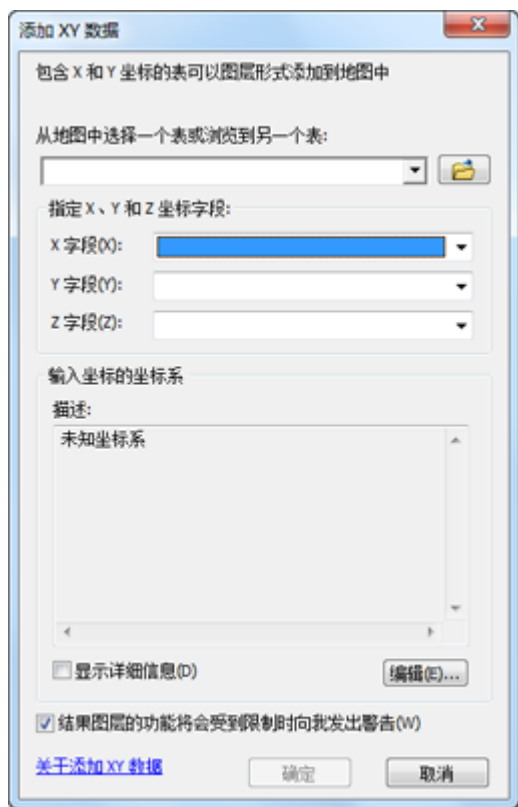 添加 XY 数据
包含 X 和 Y 坐标的表可以图层形式添加到地图中
从地图中选择一个表或浏览到另一个表:
指定 X、Y 和 Z 坐标字段:
X 字段(X):
Y 字段(Y):
Z 字段(Z):
输入坐标的坐标系
描述:
未知坐标系
显示详细信息(D)
编辑(E)...
结果图层的功能将会受到限制时向我发出警告(W)
关于添加 XY 数据
确定
取消